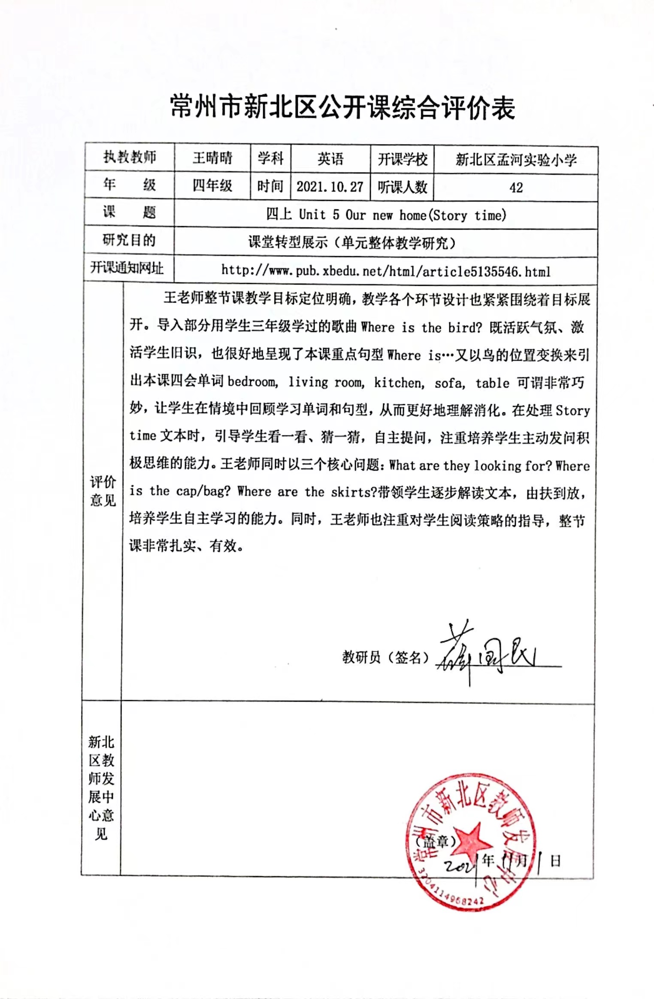 常州市新北区公开课综合评价表
执教教师 王晴晴 学科 英语 开课学校 新北区孟河实验小学
年 级 四年级 时间 2021.10.27 听课人数 42
课 题 四上 Unit 5 Our new home(Story time)
研究目的 课堂转型展示（单元整体教学研究）
开课通知网址 http://www.pub.xbedu.net/html/article5135546.html
评价
意见
王老师整节课教学目标定位明确，教学各个环节设计也紧紧围绕着目标展
开。导入部分用学生三年级学过的歌曲 Where is the bird? 既活跃气氛、激
活学生旧识，也很好地呈现了本课重点句型 Where is…又以鸟的位置变换来引
出本课四会单词 bedroom, living room, kitchen, sofa, table 可谓非常巧
妙，让学生在情境中回顾学习单词和句型，从而更好地理解消化。在处理 Story
time 文本时，引导学生看一看、猜一猜，自主提问，注重培养学生主动发问积
极思维的能力。王老师同时以三个核心问题：What are they looking for? Where
is the cap/bag? Where are the skirts?带领学生逐步解读文本，由扶到放，
培养学生自主学习的能力。同时，王老师也注重对学生阅读策略的指导，整节
课非常扎实、有效。
教研员（签名）薛国民
新北
区教
师发
展中
心意
见
常州市新北区教师发展中心
（盖章）
2021年11月1日
3204114968242